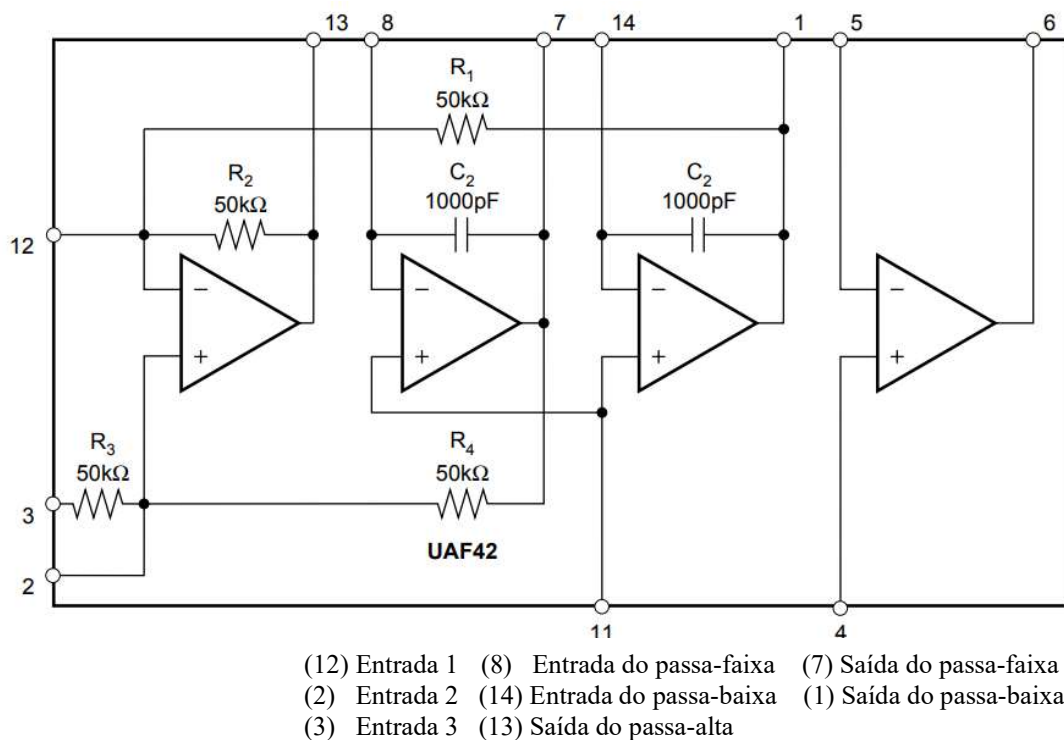 13 8 7 14 1 5 6
R1
50kΩ
R2
50kΩ
C2
1000pF
C2
1000pF
12
− − − −
+ + + +
R3
50kΩ
R4
50kΩ
3
UAF42
2
11 4
(12) Entrada 1 (8) Entrada do passa-faixa (7) Saída do passa-faixa
(2) Entrada 2 (14) Entrada do passa-baixa (1) Saída do passa-baixa
(3) Entrada 3 (13) Saída do passa-alta